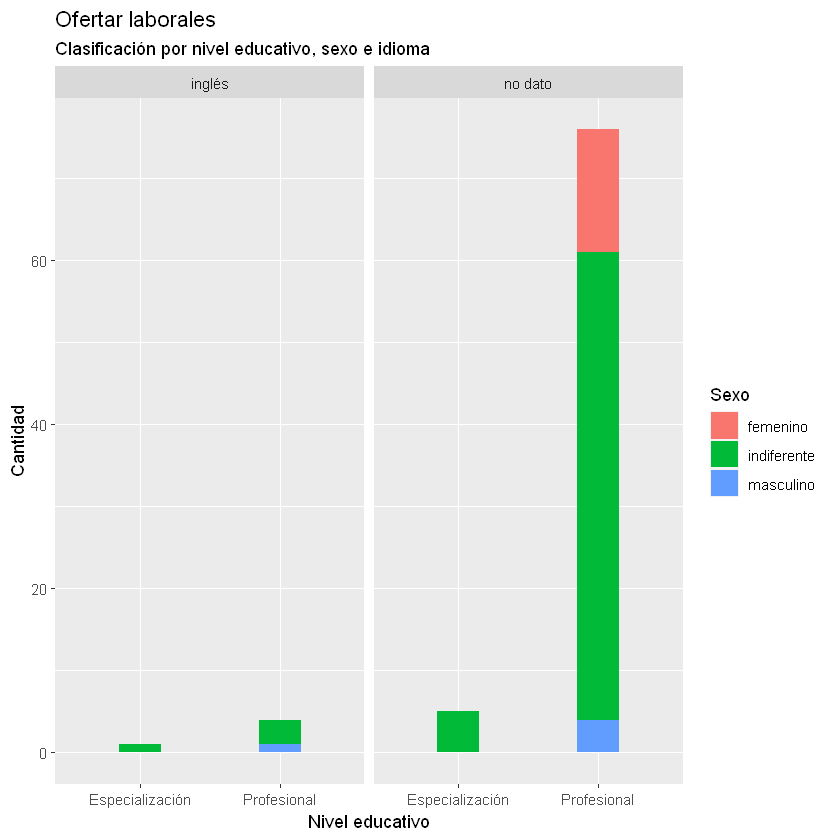 Ofertar laborales
Clasificación por nivel educativo, sexo e idioma
inglés
no dato
60
40
20
0
Cantidad
Especialización
Profesional
Especialización
Profesional
Nivel educativo
Sexo
femenino
indiferente
masculino